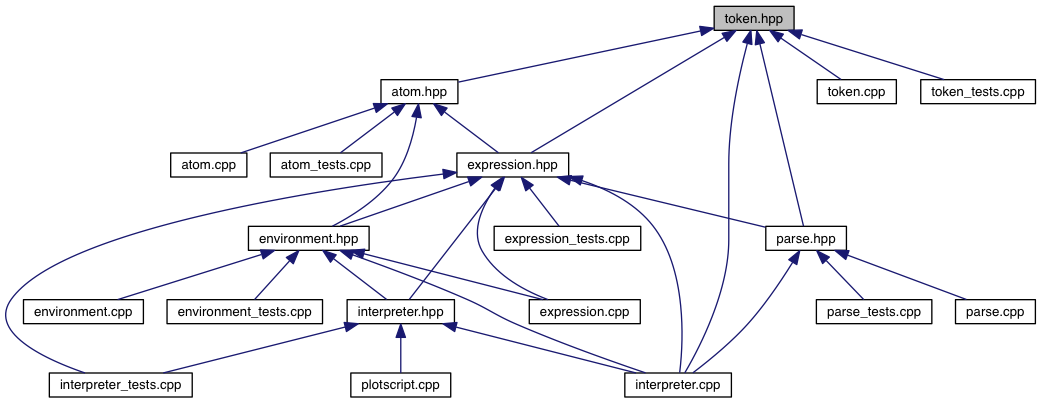 token.hpp
atom.hpp
token.cpp
token_tests.cpp
atom.cpp
atom_tests.cpp
expression.hpp
environment.hpp
expression_tests.cpp
parse.hpp
environment.cpp
environment_tests.cpp
interpreter.hpp
expression.cpp
parse_tests.cpp
parse.cpp
interpreter_tests.cpp
plotscript.cpp
interpreter.cpp